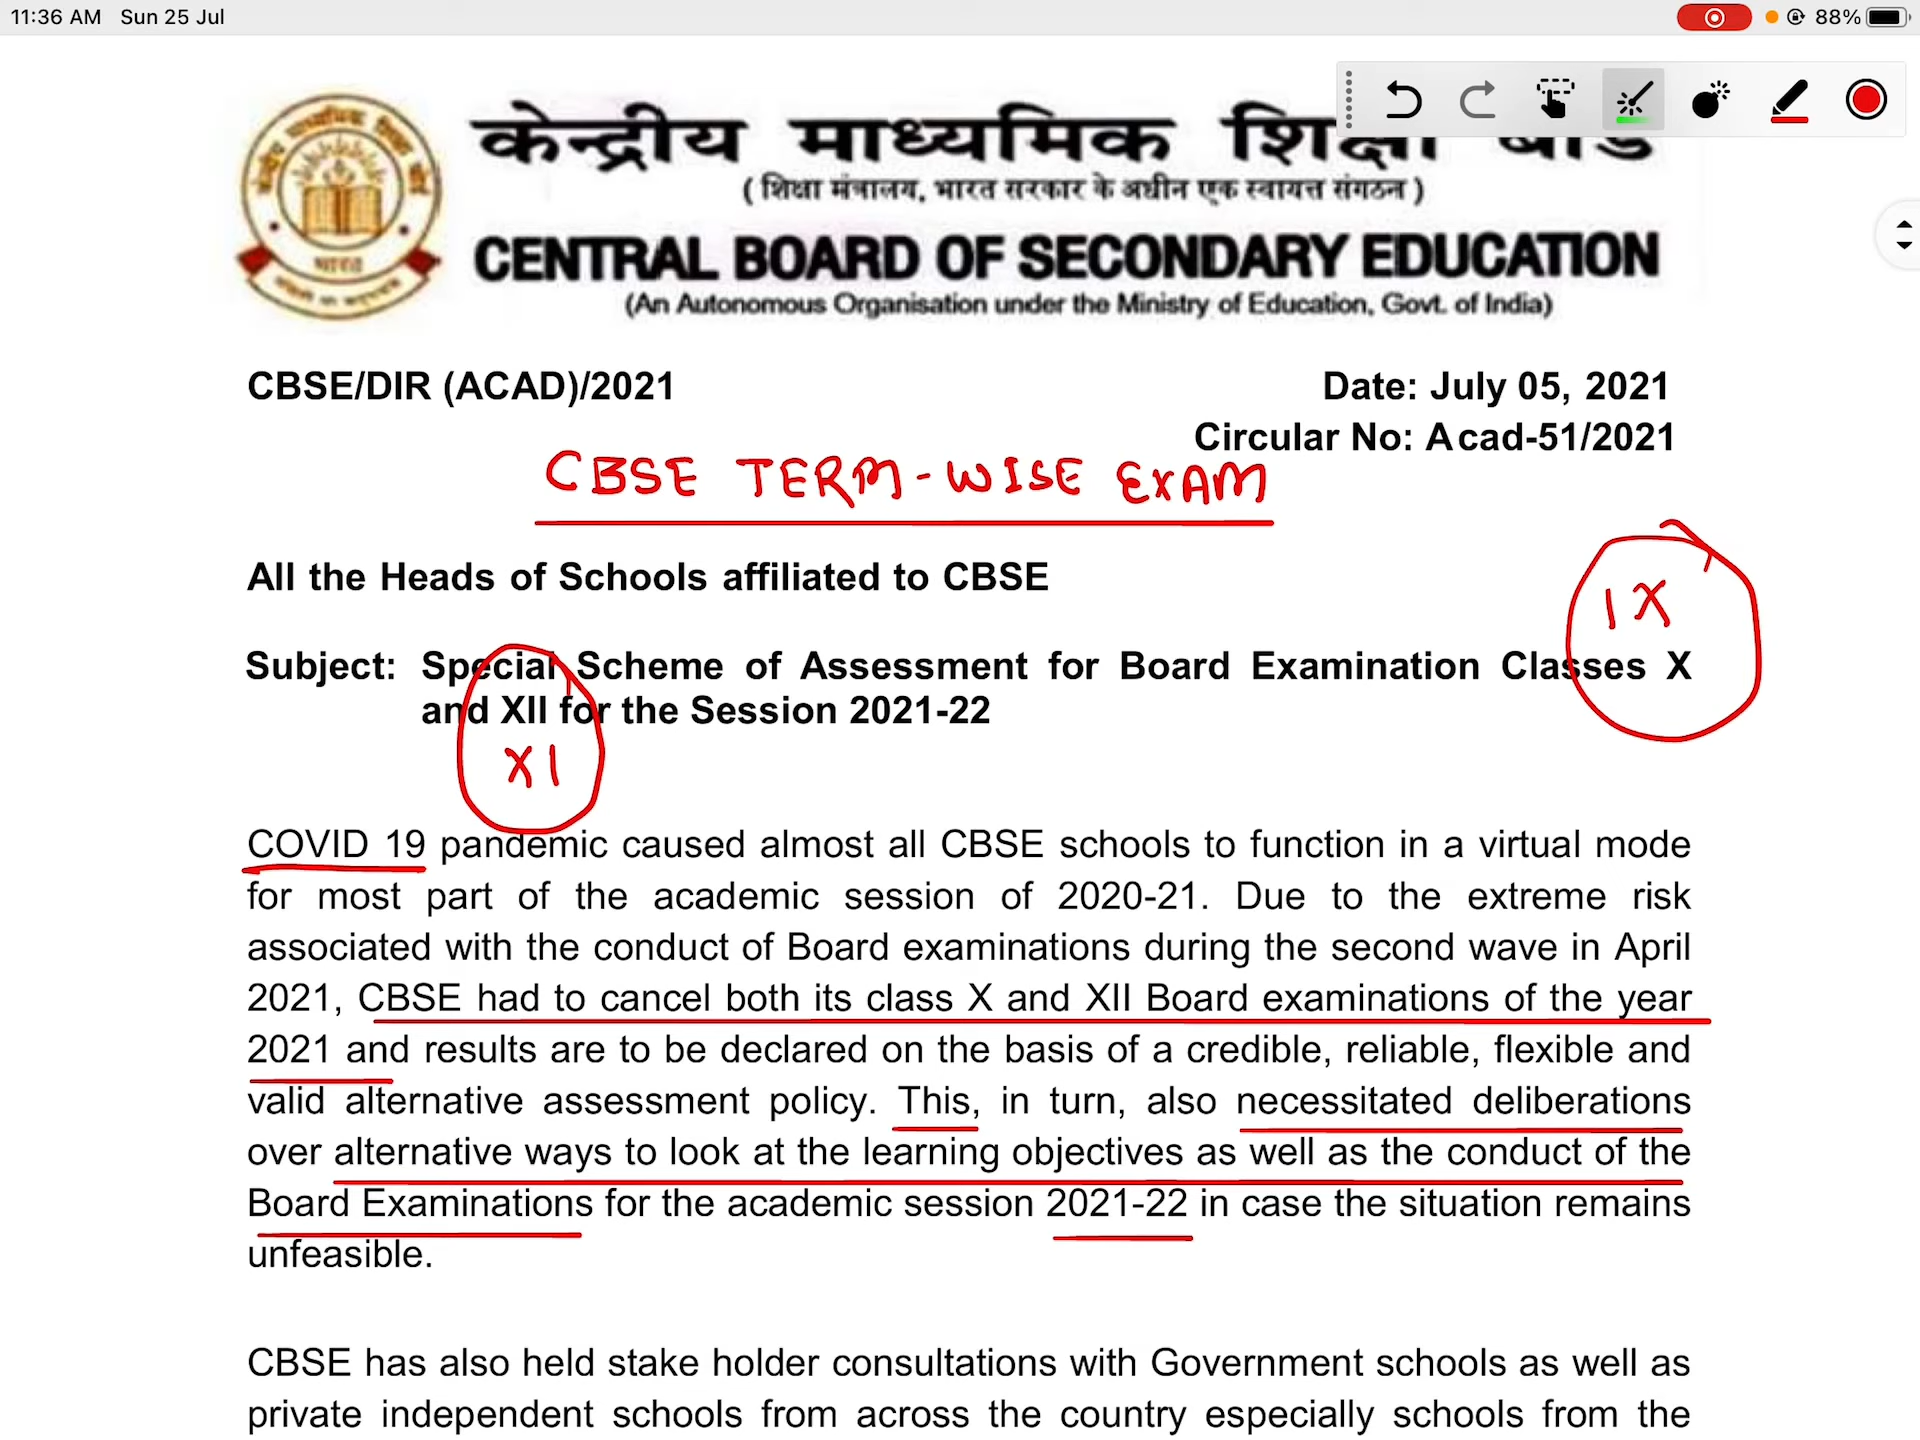 11:36 AM Sun 25 Jul
88%
केन्द्रीय माध्यमिक शिक्षा बोर्ड
( शिक्षा मंत्रालय, भारत सरकार के अधीन एक स्वायत्त संगठन )
CENTRAL BOARD OF SECONDARY EDUCATION
(An Autonomous Organisation under the Ministry of Education, Govt. of India)
भारत
CBSE/DIR (ACAD)/2021
Date: July 05, 2021
Circular No: Acad-51/2021
CBSE TERM-WISE EXAM
All the Heads of Schools affiliated to CBSE
IX
Subject: Special Scheme of Assessment for Board Examination Classes X
and XII for the Session 2021-22
XI
COVID 19 pandemic caused almost all CBSE schools to function in a virtual mode
for most part of the academic session of 2020-21. Due to the extreme risk
associated with the conduct of Board examinations during the second wave in April
2021, CBSE had to cancel both its class X and XII Board examinations of the year
2021 and results are to be declared on the basis of a credible, reliable, flexible and
valid alternative assessment policy. This, in turn, also necessitated deliberations
over alternative ways to look at the learning objectives as well as the conduct of the
Board Examinations for the academic session 2021-22 in case the situation remains
unfeasible.
CBSE has also held stake holder consultations with Government schools as well as
private independent schools from across the country especially schools from the